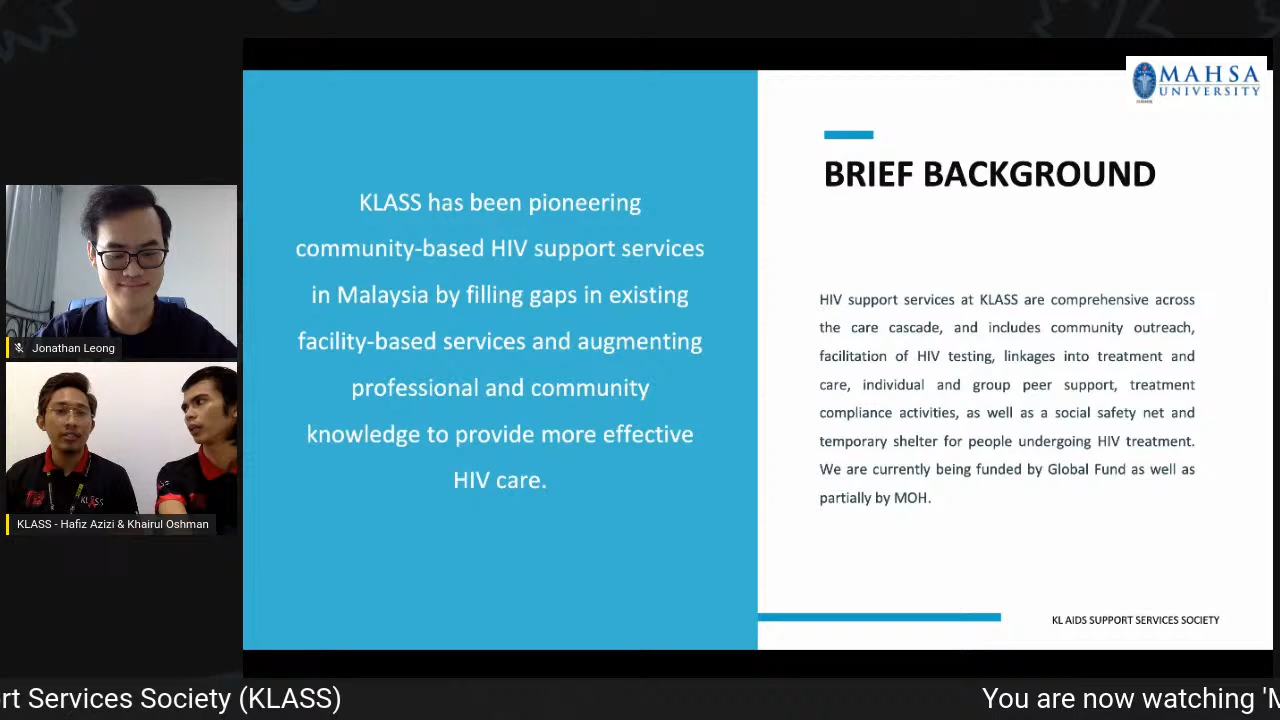 MAHSA
UNIVERSITY
KLASS has been pioneering
community-based HIV support services
in Malaysia by filling gaps in existing
facility-based services and augmenting
professional and community
knowledge to provide more effective
HIV care.
BRIEF BACKGROUND
HIV support services at KLASS are comprehensive across
the care cascade, and includes community outreach,
facilitation of HIV testing, linkages into treatment and
care, individual and group peer support, treatment
compliance activities, as well as a social safety net and
temporary shelter for people undergoing HIV treatment.
We are currently being funded by Global Fund as well as
partially by MOH.
KL AIDS SUPPORT SERVICES SOCIETY
Jonathan Leong
KLASS
KLASS - Hafiz Azizi & Khairul Oshman
rt Services Society (KLASS)
You are now watching 'M